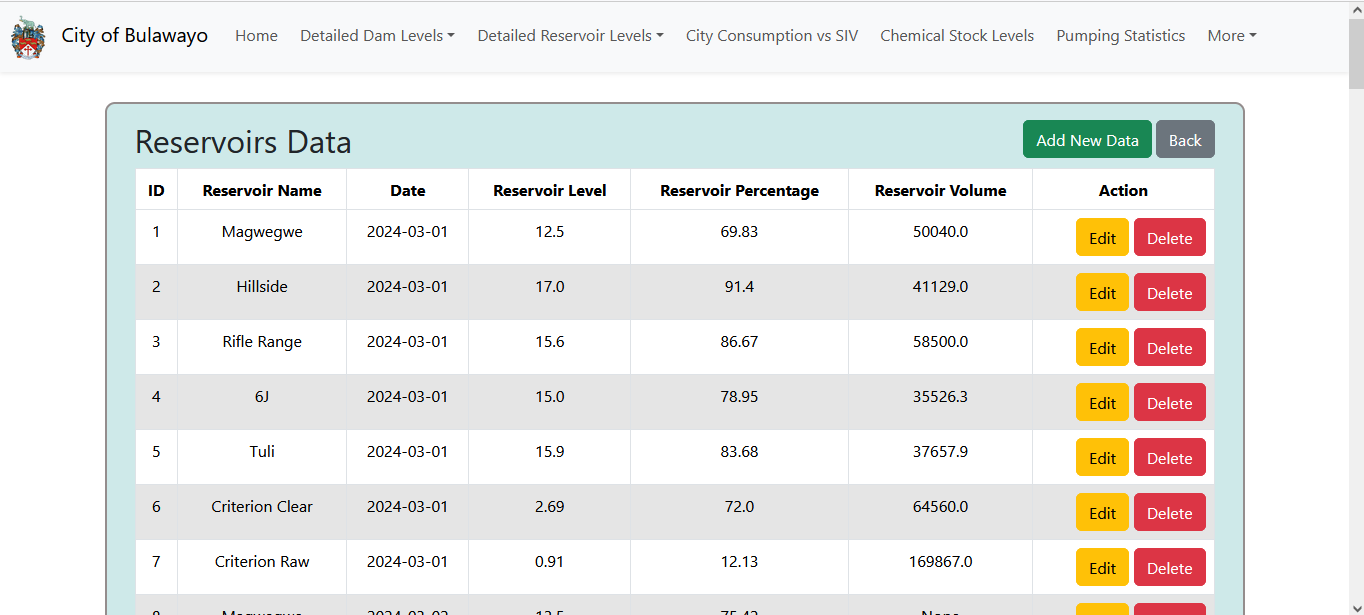 City of Bulawayo Home Detailed Dam Levels Detailed Reservoir Levels City Consumption vs SIV Chemical Stock Levels Pumping Statistics More
Reservoirs Data Add New Data Back
ID Reservoir Name Date Reservoir Level Reservoir Percentage Reservoir Volume Action
1 Magwegwe 2024-03-01 12.5 69.83 50040.0 Edit Delete
2 Hillside 2024-03-01 17.0 91.4 41129.0 Edit Delete
3 Rifle Range 2024-03-01 15.6 86.67 58500.0 Edit Delete
4 6J 2024-03-01 15.0 78.95 35526.3 Edit Delete
5 Tuli 2024-03-01 15.9 83.68 37657.9 Edit Delete
6 Criterion Clear 2024-03-01 2.69 72.0 64560.0 Edit Delete
7 Criterion Raw 2024-03-01 0.91 12.13 169867.0 Edit Delete